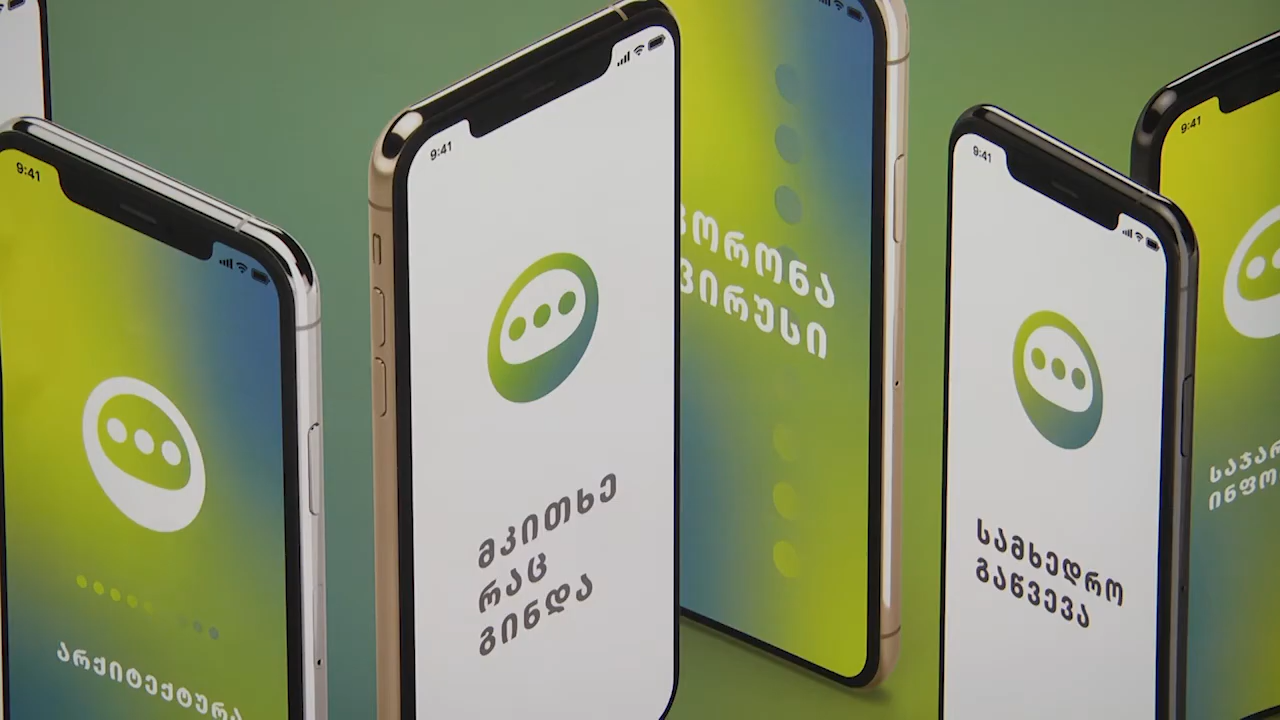 9:41
არქიტექტურა
9:41
მკითხე
რაც
გინდა
კორონა
ვირუსი
9:41
სამხედრო
გაწვევა
9:41